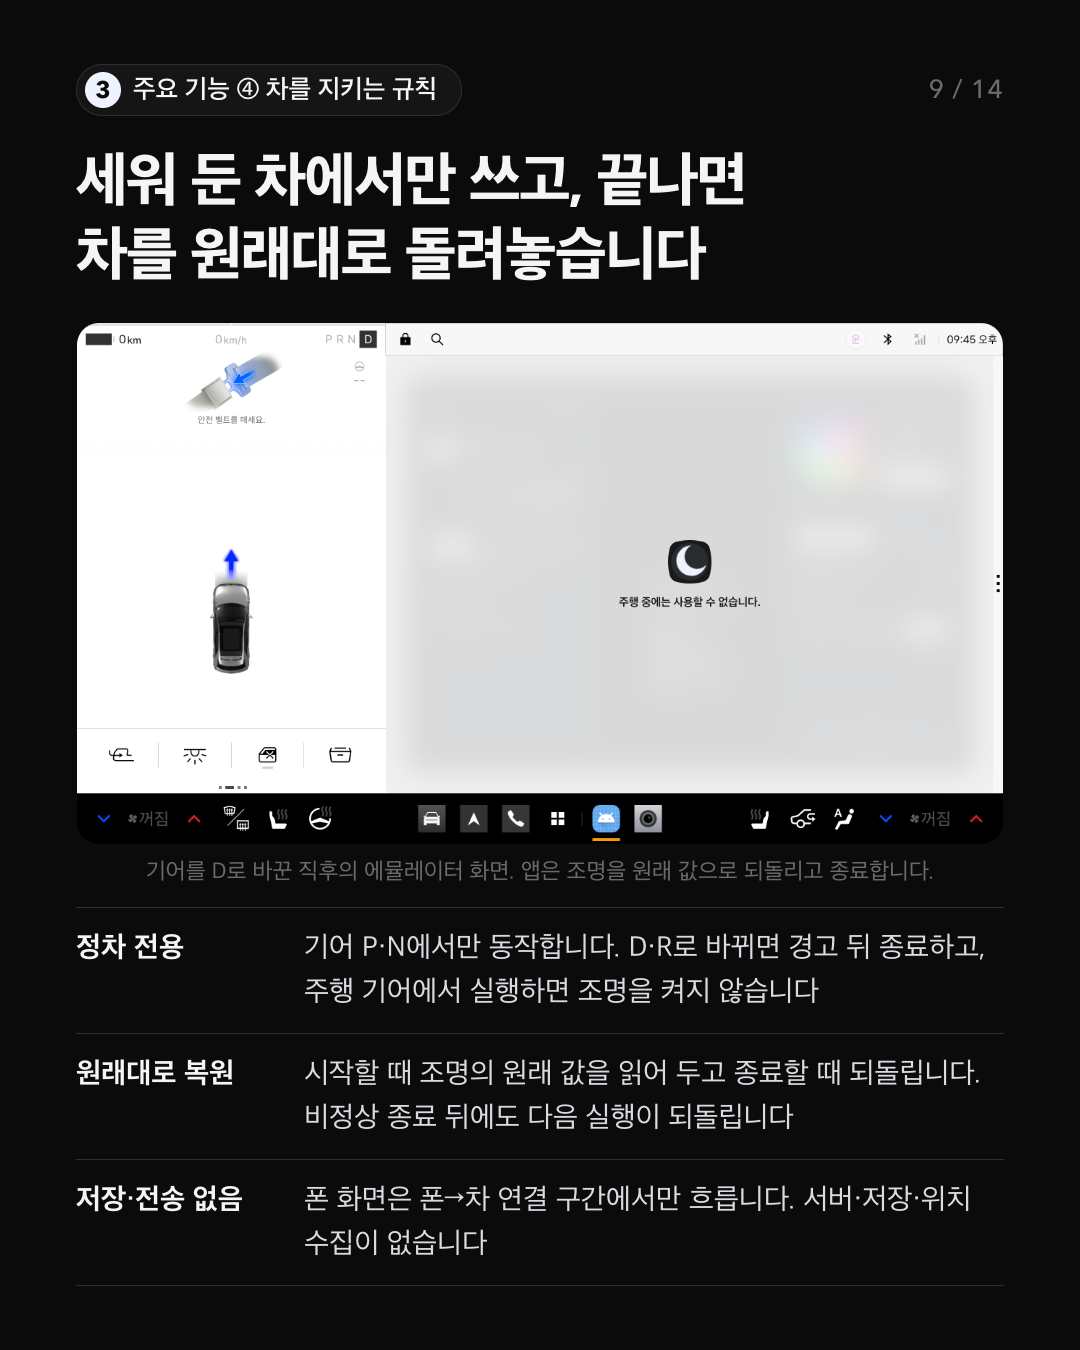 3 주요 기능 ④ 차를 지키는 규칙
9 / 14
세워 둔 차에서만 쓰고, 끝나면
차를 원래대로 돌려놓습니다
0 km
0 km/h
P R N D
09:45 오후
--
안전 벨트를 매세요.
주행 중에는 사용할 수 없습니다.
꺼짐
A
꺼짐
기어를 D로 바꾼 직후의 에뮬레이터 화면. 앱은 조명을 원래 값으로 되돌리고 종료합니다.
정차 전용
기어 P·N에서만 동작합니다. D·R로 바뀌면 경고 뒤 종료하고,
주행 기어에서 실행하면 조명을 켜지 않습니다
원래대로 복원
시작할 때 조명의 원래 값을 읽어 두고 종료할 때 되돌립니다.
비정상 종료 뒤에도 다음 실행이 되돌립니다
저장·전송 없음
폰 화면은 폰→차 연결 구간에서만 흐릅니다. 서버·저장·위치
수집이 없습니다